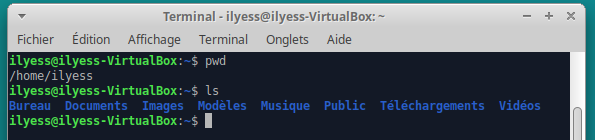 Terminal - ilyess@ilyess-VirtualBox: ~
Fichier Édition Affichage Terminal Onglets Aide
ilyess@ilyess-VirtualBox:~$ pwd
/home/ilyess
ilyess@ilyess-VirtualBox:~$ ls
Bureau Documents Images Modèles Musique Public Téléchargements Vidéos
ilyess@ilyess-VirtualBox:~$